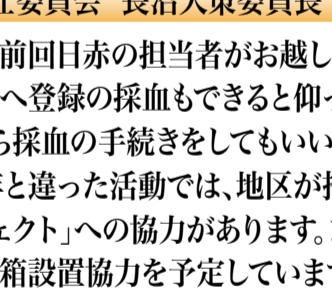 委員会 長沼大策委員長
前回日赤の担当者がお越し
へ登録の採血もできると仰っ
ら採血の手続きをしてもいい
と違った活動では、地区が
ェクト」への協力があります。
箱設置協力を予定していま